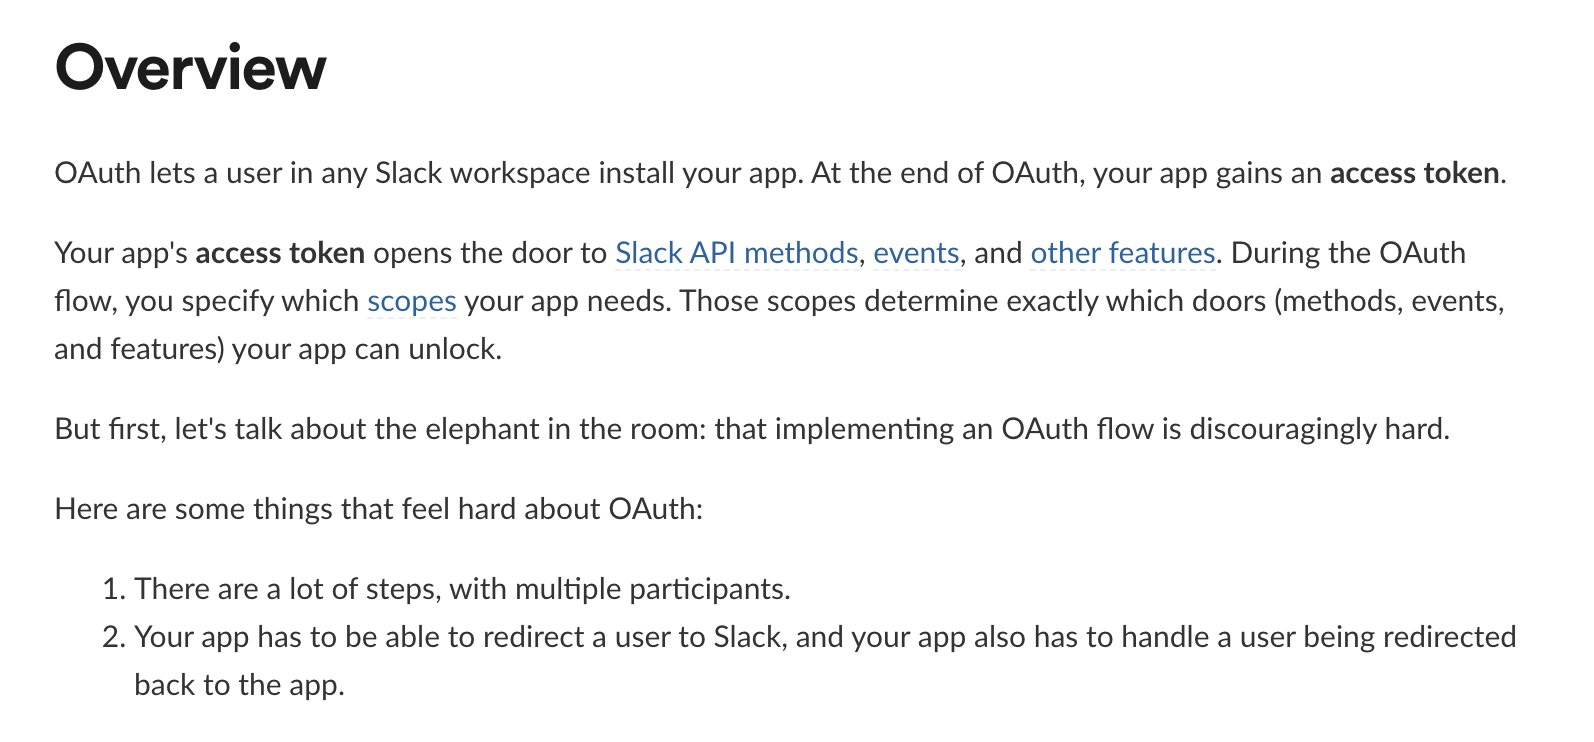 Overview
OAuth lets a user in any Slack workspace install your app. At the end of OAuth, your app gains an access token.
Your app's access token opens the door to Slack API methods, events, and other features. During the OAuth
flow, you specify which scopes your app needs. Those scopes determine exactly which doors (methods, events,
and features) your app can unlock.
But first, let's talk about the elephant in the room: that implementing an OAuth flow is discouragingly hard.
Here are some things that feel hard about OAuth:
1. There are a lot of steps, with multiple participants.
2. Your app has to be able to redirect a user to Slack, and your app also has to handle a user being redirected
back to the app.